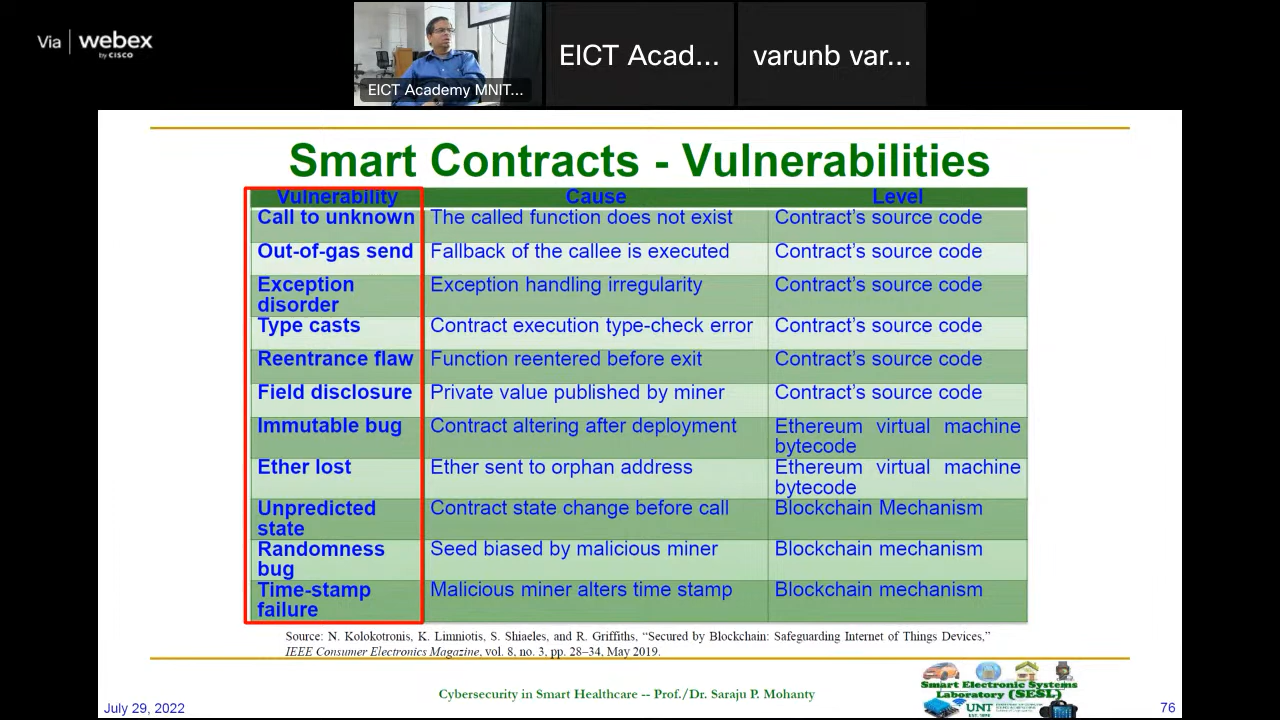 Via | webex
by CISCO
EICT Academy MNIT...
EICT Acad...
varunb var...
Smart Contracts - Vulnerabilities
Vulnerability Cause Level
Call to unknown The called function does not exist Contract's source code
Out-of-gas send Fallback of the callee is executed Contract's source code
Exception disorder Exception handling irregularity Contract's source code
Type casts Contract execution type-check error Contract's source code
Reentrance flaw Function reentered before exit Contract's source code
Field disclosure Private value published by miner Contract's source code
Immutable bug Contract altering after deployment Ethereum virtual machine bytecode
Ether lost Ether sent to orphan address Ethereum virtual machine bytecode
Unpredicted state Contract state change before call Blockchain Mechanism
Randomness bug Seed biased by malicious miner Blockchain mechanism
Time-stamp failure Malicious miner alters time stamp Blockchain mechanism
Source: N. Kolokotronis, K. Limniotis, S. Shiaeles, and R. Griffiths, “Secured by Blockchain: Safeguarding Internet of Things Devices,”
IEEE Consumer Electronics Magazine, vol. 8, no. 3, pp. 28–34, May 2019.
July 29, 2022
Cybersecurity in Smart Healthcare -- Prof./Dr. Saraju P. Mohanty
Smart Electronic Systems
Laboratory (SESL)
UNT
76